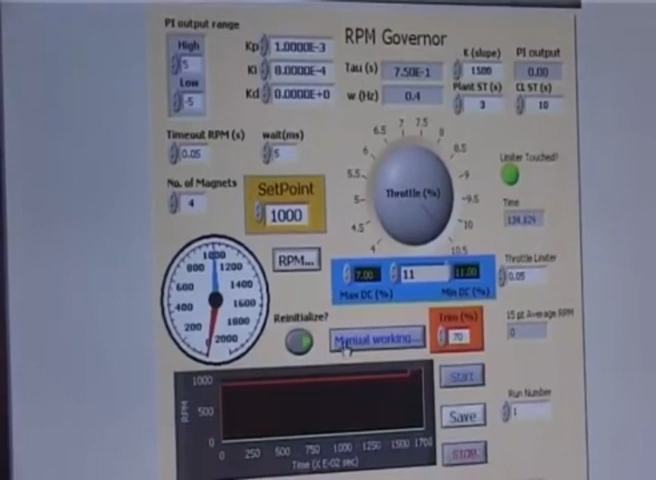 PI output range
RPM Governor
High
5
Low
-5
Kp 1.0000E-3
Ki 8.0000E-4
Kd 0.0000E+0
Tau (s) 7.50E-1
w (Hz) 0.4
K (slope)
1500
Plant ST (s)
3
PI output
0.00
CL ST (s)
10
Timeout RPM (s)
0.05
wait(ms)
5
No. of Magnets
4
SetPoint
1000
Throttle (%)
4 4.5 5 5.5 6 6.5 7 7.5 8 8.5 9 9.5 10 10.5
Limiter Touched?
Time
Throttle Limiter
0.05
RPM...
7.00 11 11.00
Max DC (%) Min DC (%)
0 200 400 600 800 1000 1200 1400 1600 1800 2000
Reinitialize?
Manual working...
Trim (%)
70
15 pt Average RPM
0
Start
Save
STOP
Run Number
1
RPM
1000
500
0
0 250 500 750 1000 1250 1500 1700
Time (X E-02 sec)